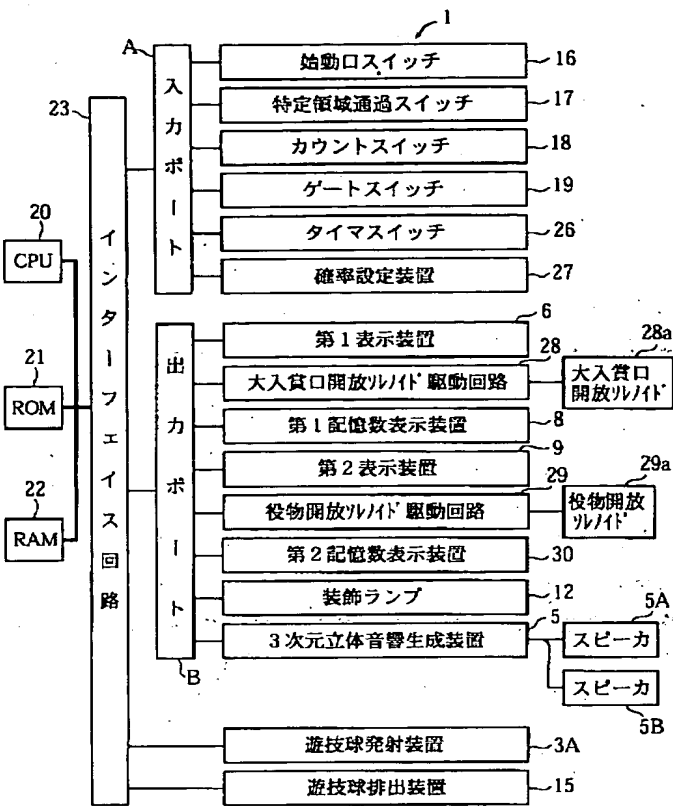 1
A
入力ポート
始動口スイッチ
16
23
特定領域通過スイッチ
17
カウントスイッチ
18
ゲートスイッチ
19
タイマスイッチ
26
確率設定装置
27
インターフェイス回路
20
CPU
21
ROM
22
RAM
出力ポート
B
6
第1表示装置
28
大入賞口開放ソレノイド駆動回路
28a
大入賞口
開放ソレノイド
第1記憶数表示装置
8
9
第2表示装置
29
役物開放ソレノイド駆動回路
29a
役物開放
ソレノイド
第2記憶数表示装置
30
装飾ランプ
12
5
3次元立体音響生成装置
5A
スピーカ
スピーカ
5B
遊技球発射装置
3A
遊技球排出装置
15